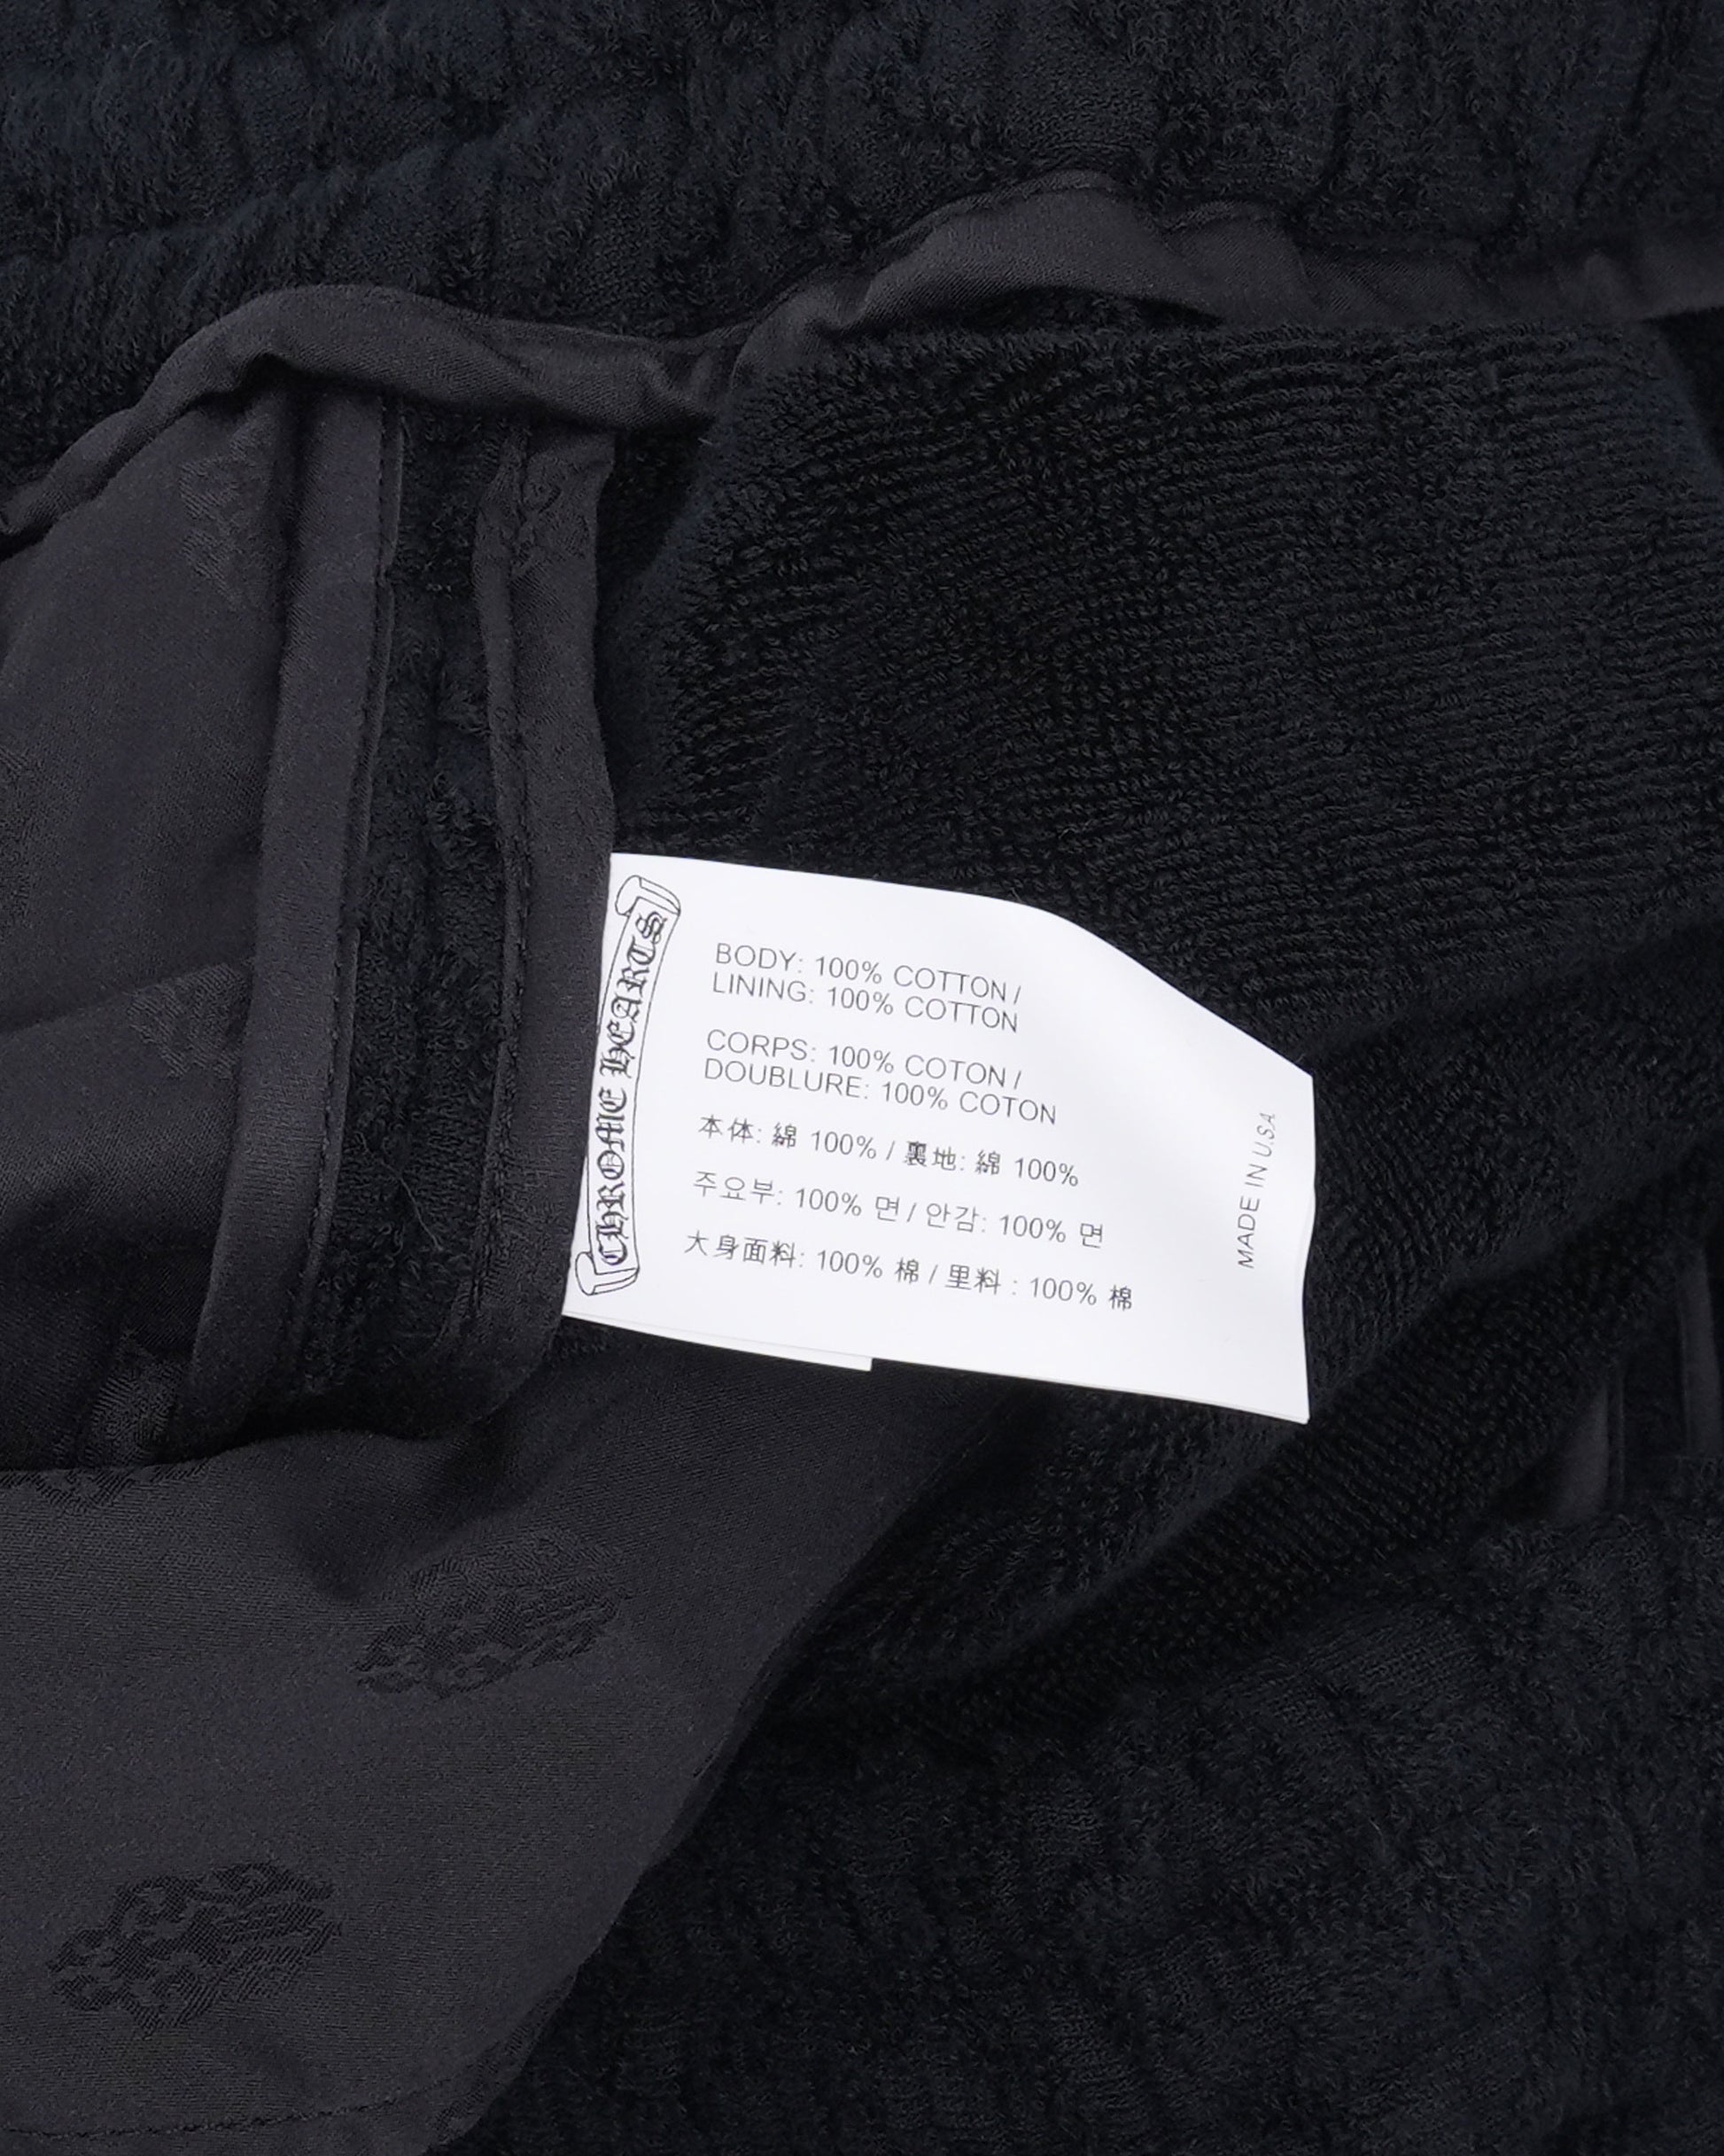 CHROME HEARTS
BODY: 100% COTTON /
LINING: 100% COTTON
CORPS: 100% COTON /
DOUBLURE: 100% COTON
本体: 綿 100% / 裏地: 綿 100%
주요부: 100% 면 / 안감: 100% 면
大身面料: 100% 棉 / 里料 : 100% 棉
MADE IN U.S.A.